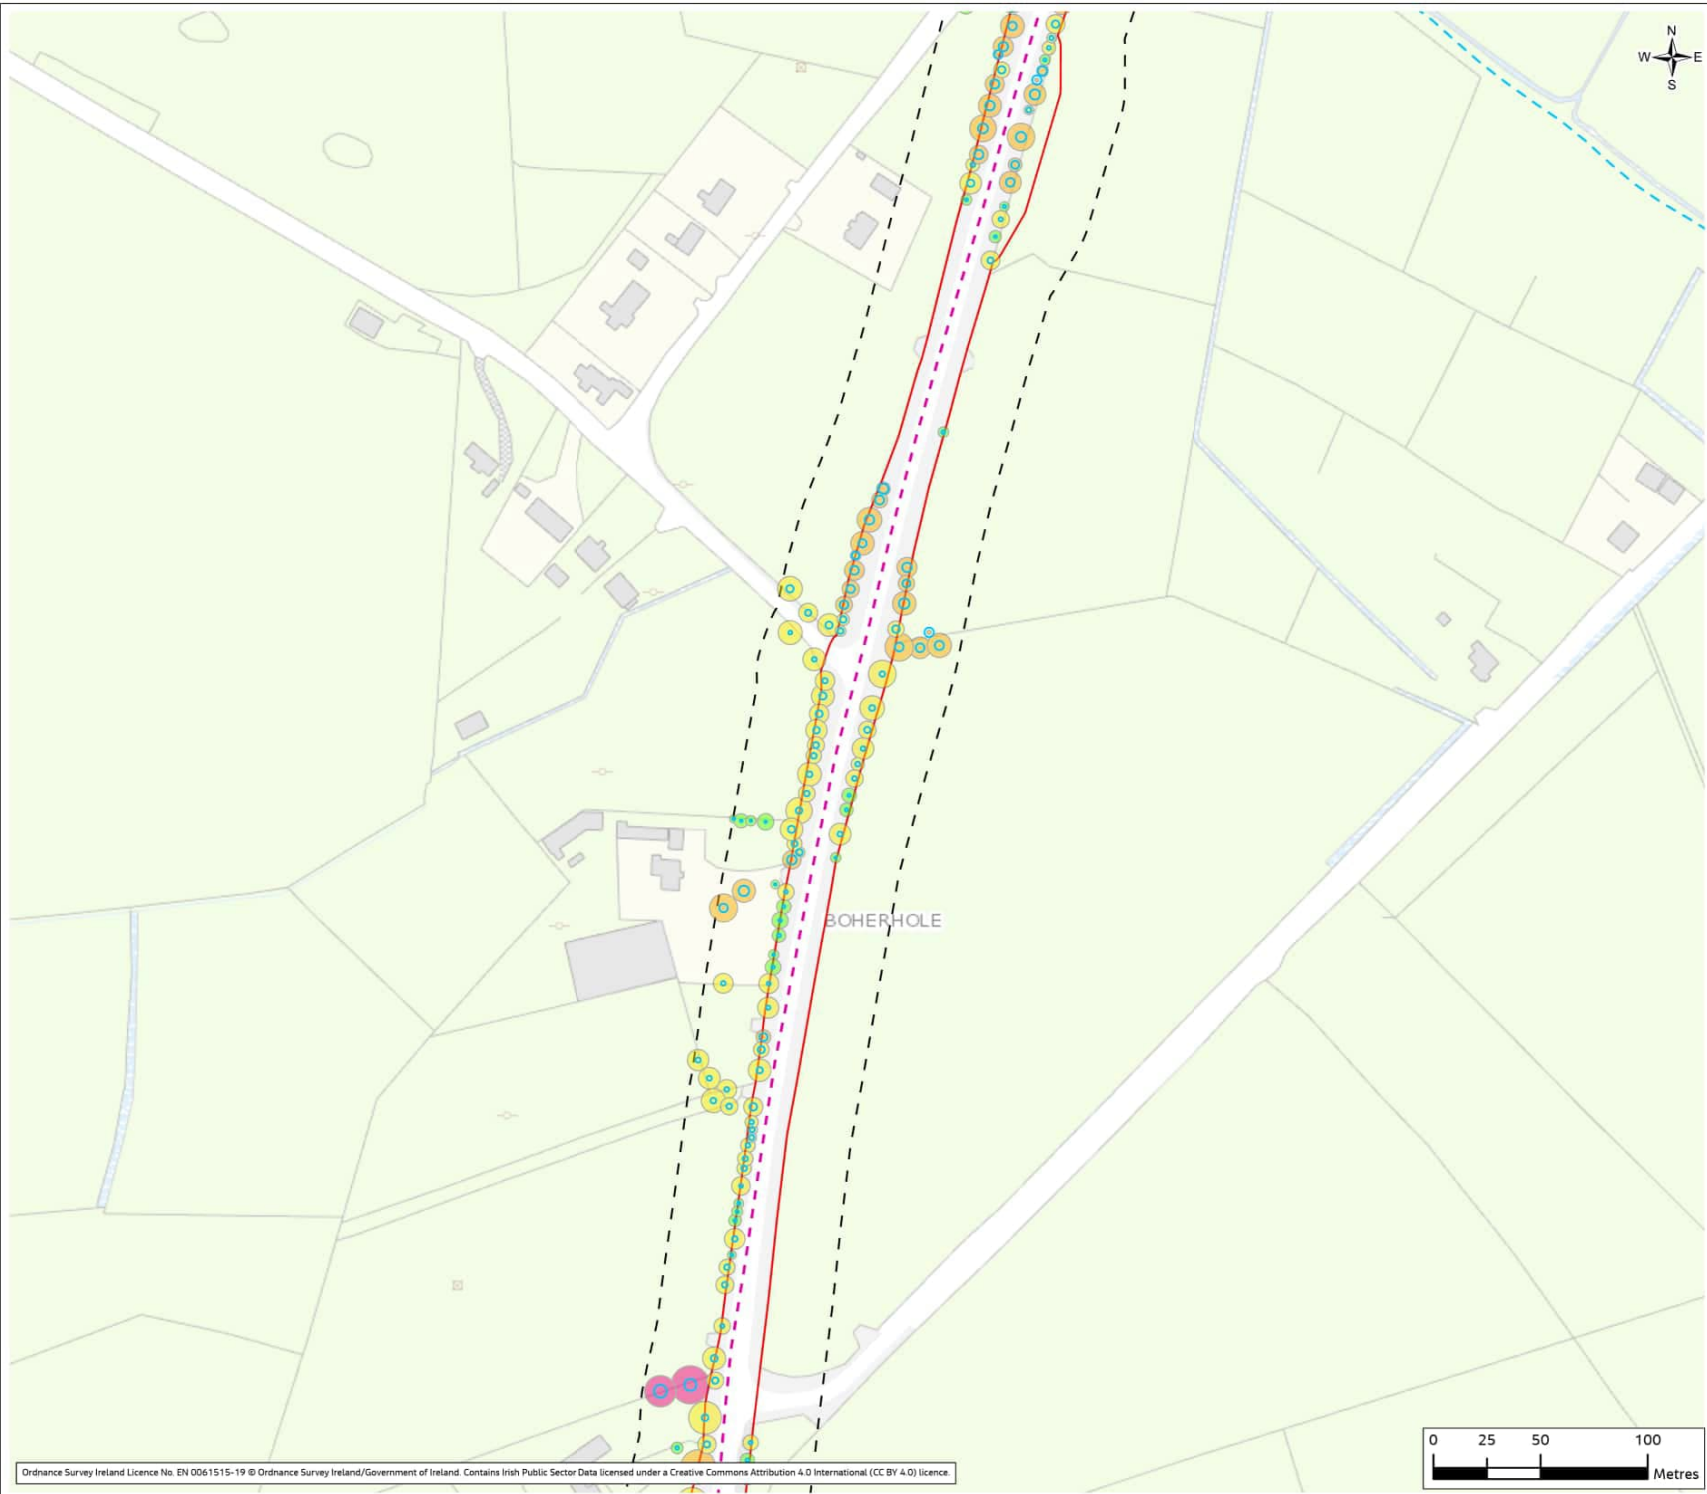 N
W E
S
BOHERHOLE
0 25 50 100
Metres
Ordnance Survey Ireland Licence No. EN 0061515-19 © Ordnance Survey Ireland/Government of Ireland. Contains Irish Public Sector Data licensed under a Creative Commons Attribution 4.0 International (CC BY 4.0) licence.